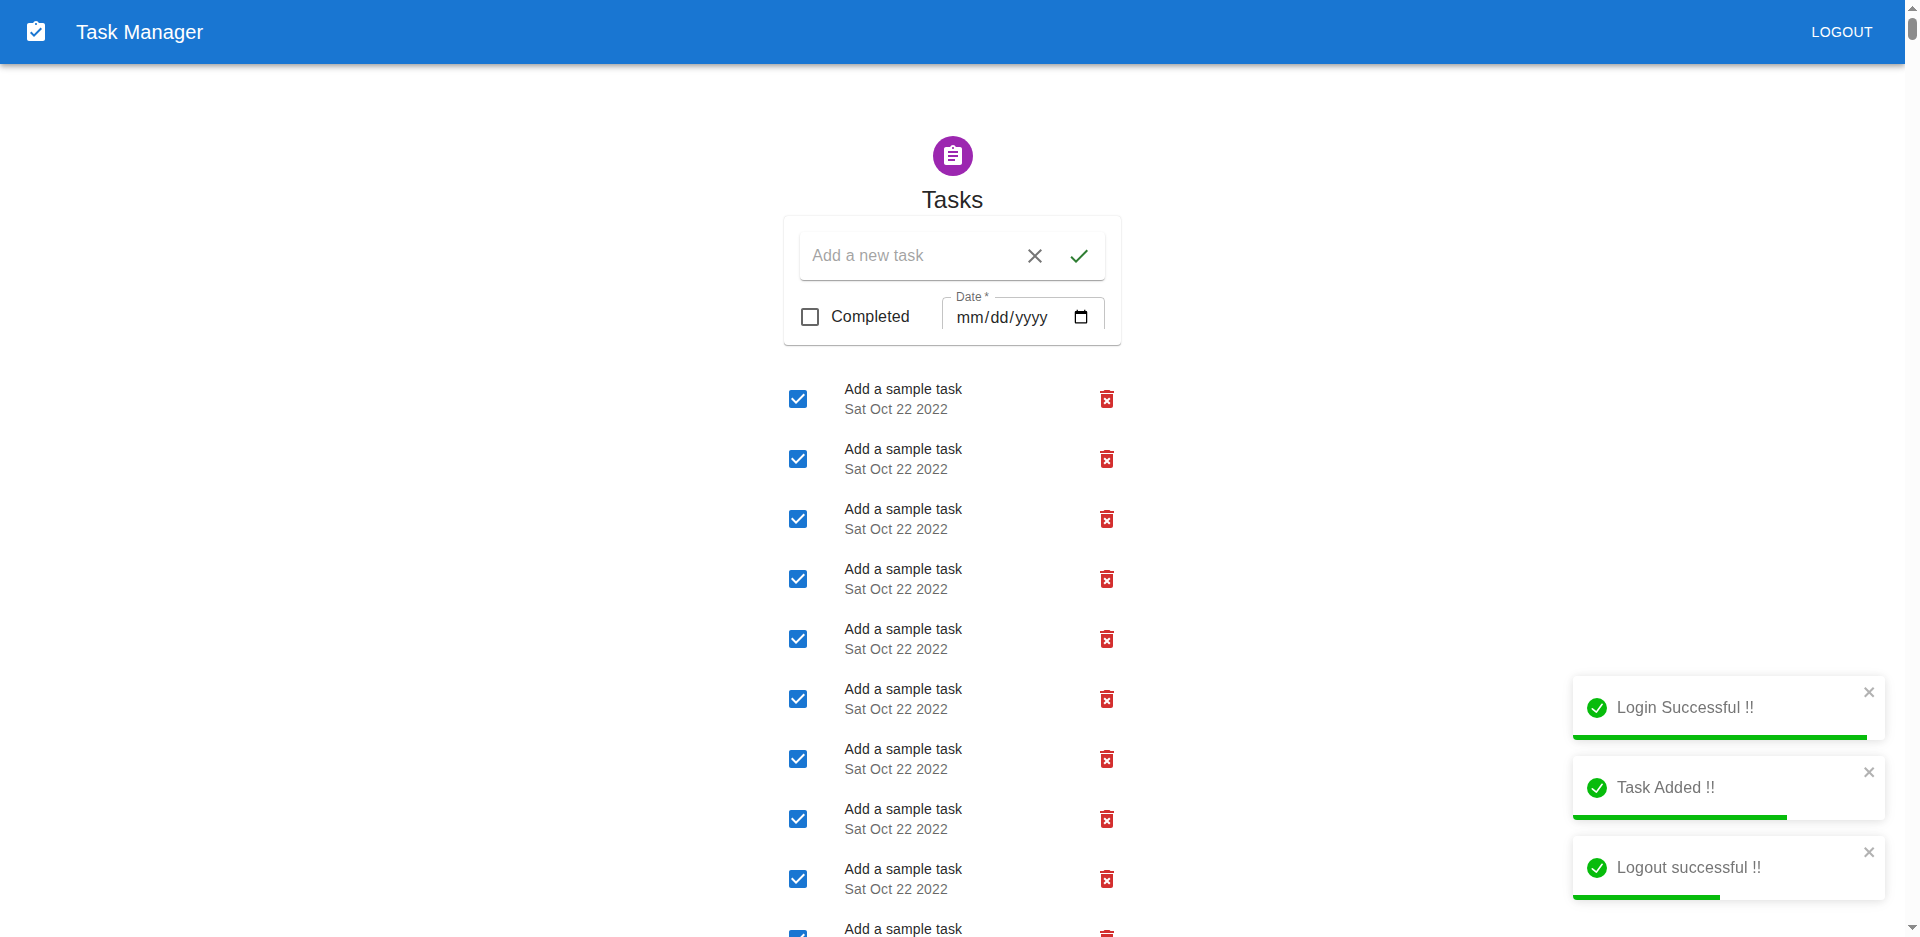 Task Manager
LOGOUT
Tasks
Add a new task
Completed
Date *
mm/dd/yyyy
Add a sample task
Sat Oct 22 2022
Add a sample task
Sat Oct 22 2022
Add a sample task
Sat Oct 22 2022
Add a sample task
Sat Oct 22 2022
Add a sample task
Sat Oct 22 2022
Add a sample task
Sat Oct 22 2022
Add a sample task
Sat Oct 22 2022
Add a sample task
Sat Oct 22 2022
Add a sample task
Sat Oct 22 2022
Add a sample task
Login Successful !!
Task Added !!
Logout successful !!